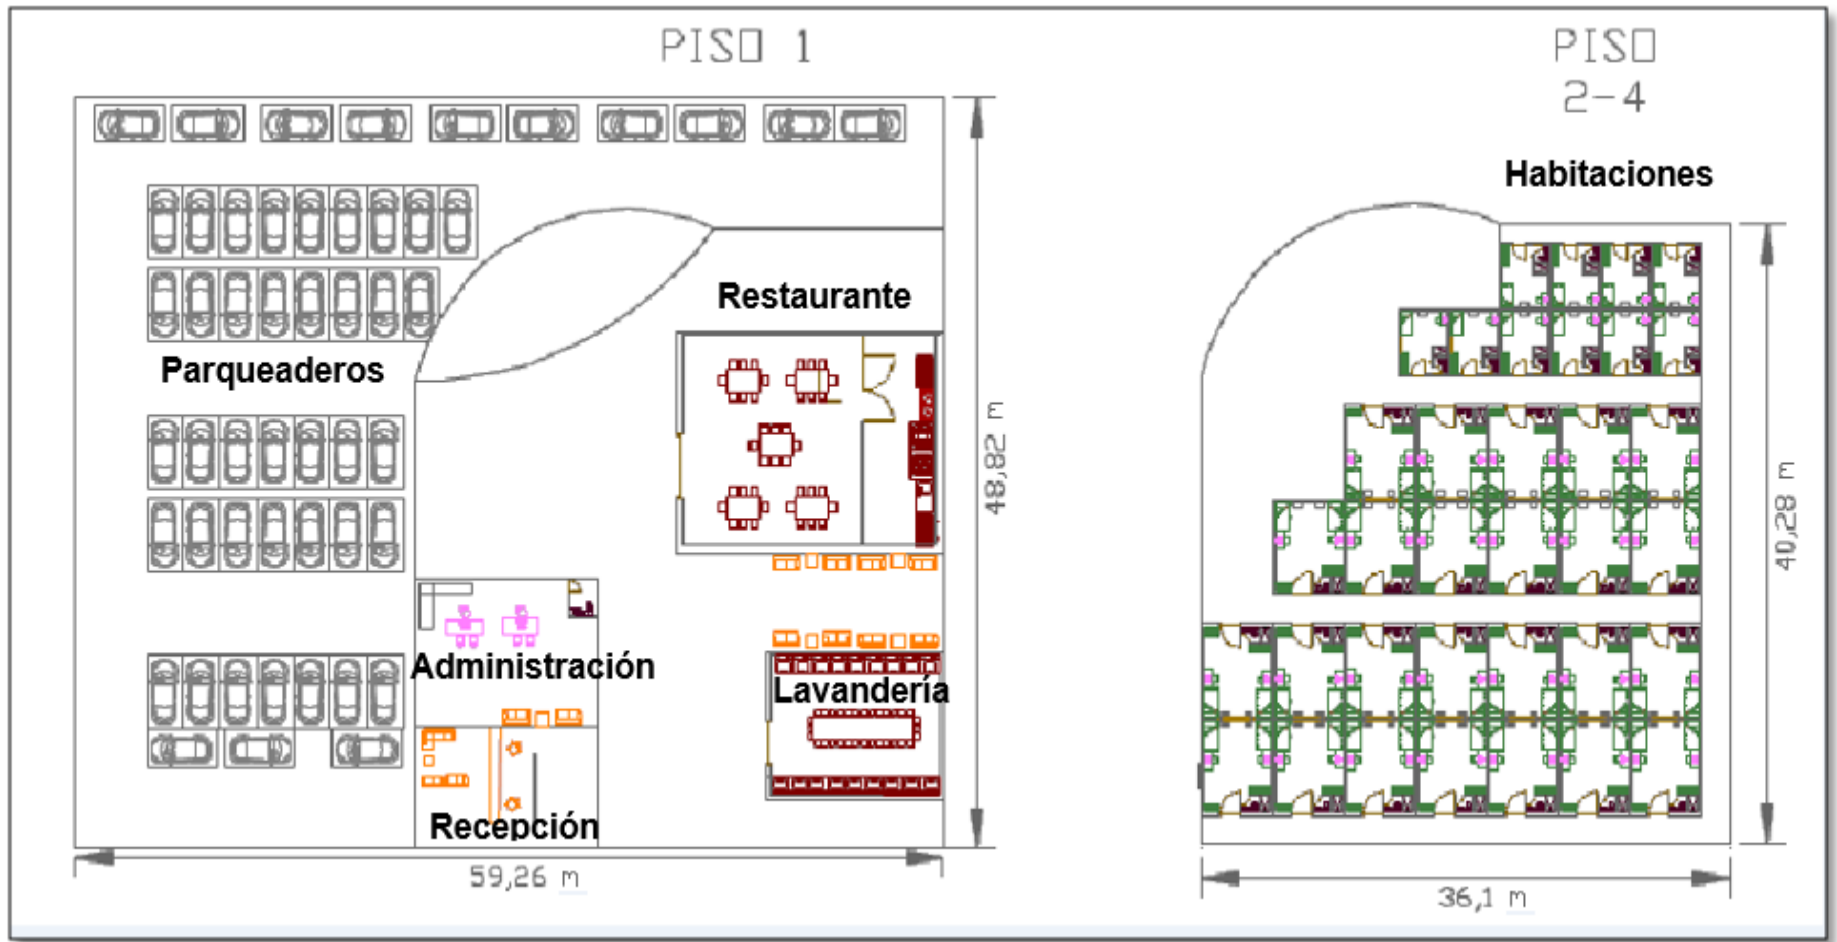 PISO 1
PISO
2-4
Habitaciones
Restaurante
Parqueaderos
48,82 m
40,28 m
Administración
Lavandería
Recepción
59,26 m
36,1 m